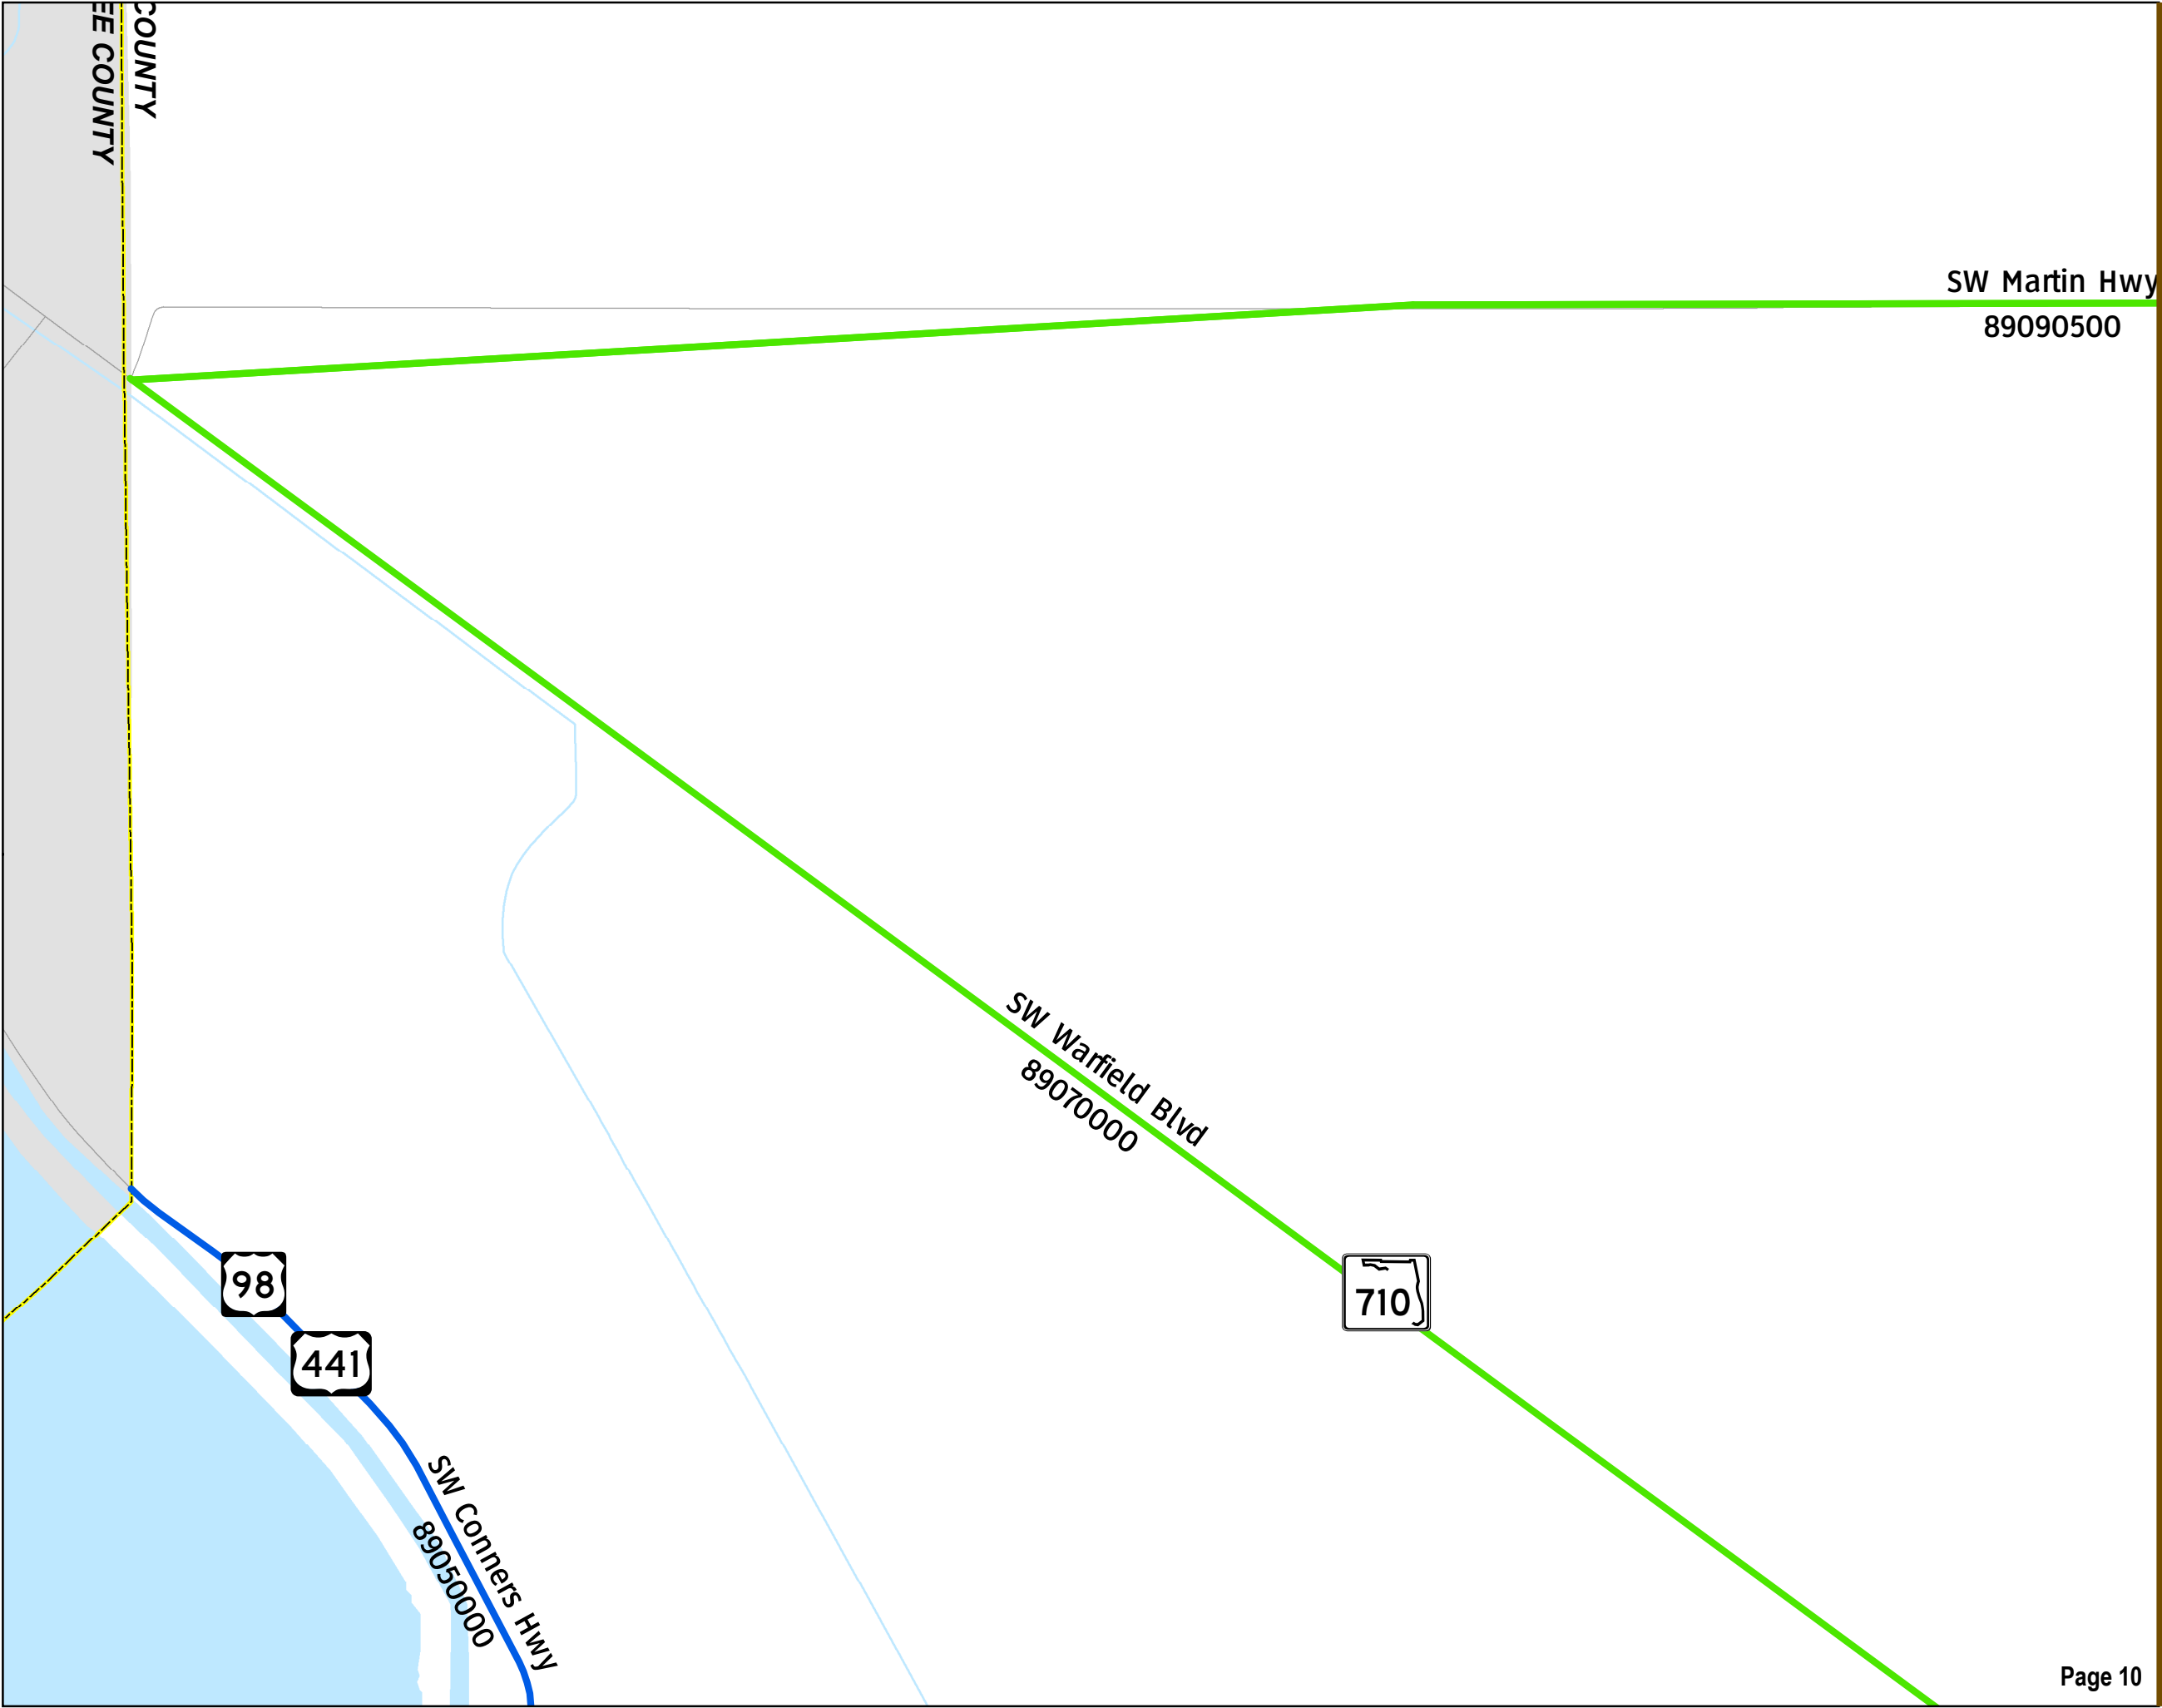 COUNTY
EE COUNTY
SW Martin Hwy
89090500
SW Warfield Blvd
89070000
98
710
441
SW Conners Hwy
89050000
Page 10